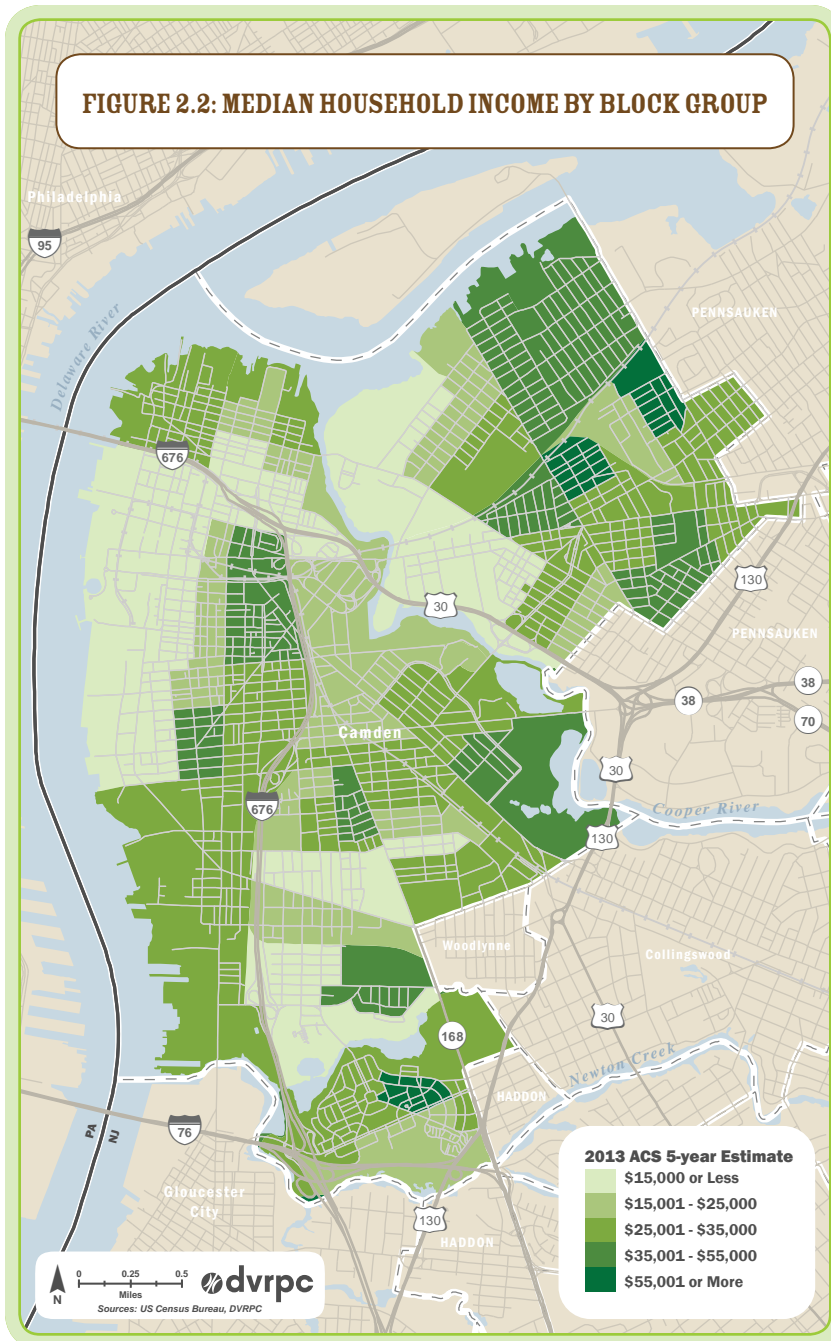 FIGURE 2.2: MEDIAN HOUSEHOLD INCOME BY BLOCK GROUP
Philadelphia
95
Delaware River
PENNSAUKEN
676
30
130
PENNSAUKEN
38
38
70
Camden
30
676
Cooper River
130
Woodlynne
Collingswood
30
168
Newton Creek
HADDON
76
PA
NJ
Gloucester
City
130
HADDON
2013 ACS 5-year Estimate
$15,000 or Less
$15,001 - $25,000
$25,001 - $35,000
$35,001 - $55,000
$55,001 or More
N
0 0.25 0.5
Miles
dvrpc
Sources: US Census Bureau, DVRPC